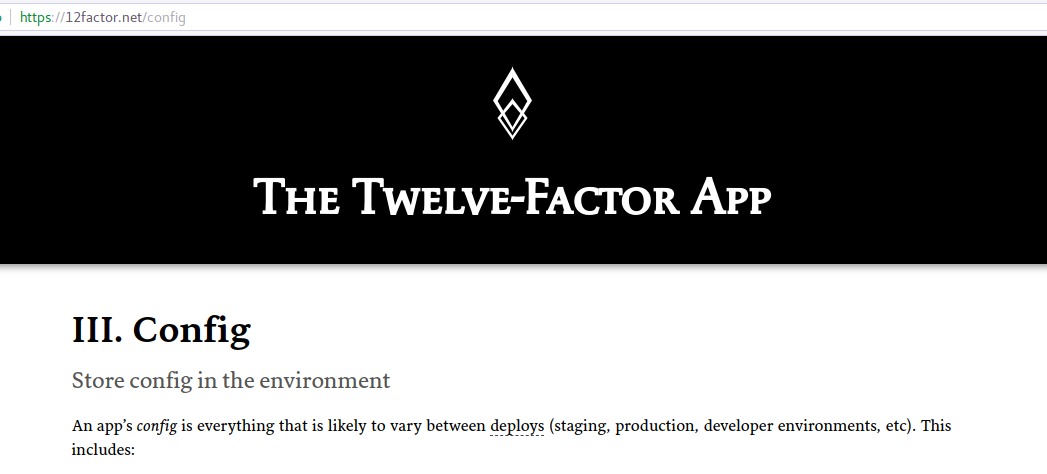 https://12factor.net/config
The Twelve-Factor App
III. Config
Store config in the environment
An app's config is everything that is likely to vary between deploys (staging, production, developer environments, etc). This
includes: